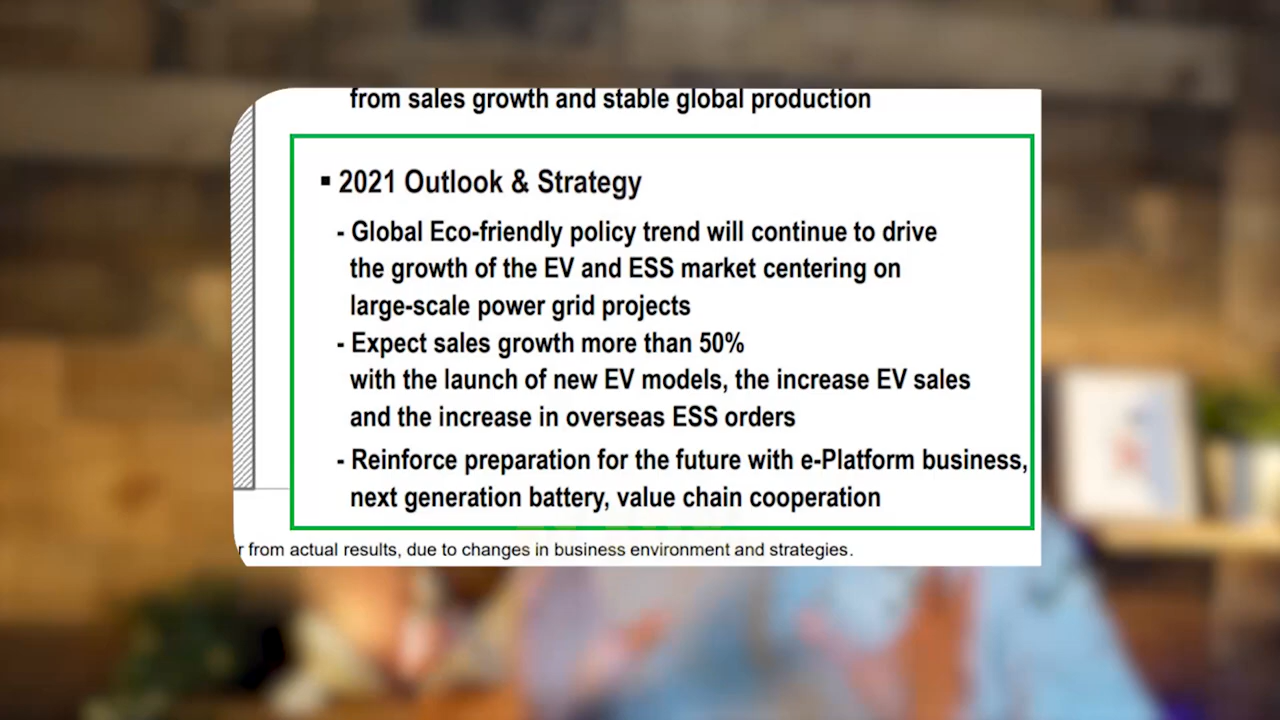 from sales growth and stable global production
▪ 2021 Outlook & Strategy
- Global Eco-friendly policy trend will continue to drive
the growth of the EV and ESS market centering on
large-scale power grid projects
- Expect sales growth more than 50%
with the launch of new EV models, the increase EV sales
and the increase in overseas ESS orders
- Reinforce preparation for the future with e-Platform business,
next generation battery, value chain cooperation
r from actual results, due to changes in business environment and strategies.